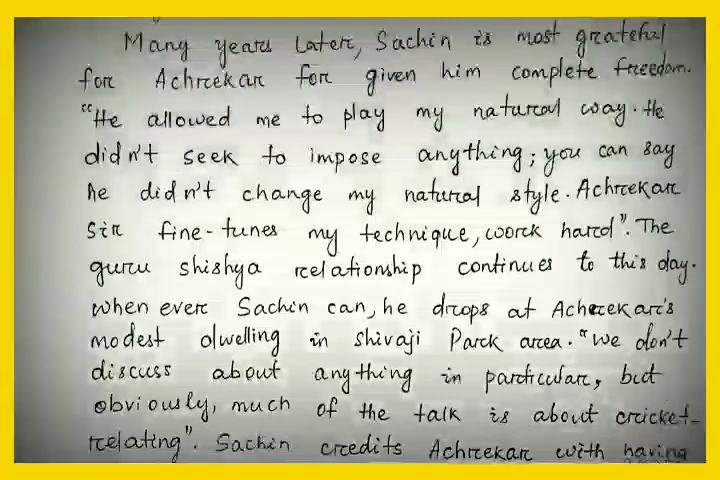 Many years later, Sachin is most grateful
for Achrekar for given him complete freedom.
"He allowed me to play my natural way. He
didn't seek to impose anything; you can say
he didn't change my natural style. Achrekar
Sir fine-tunes my technique, work hard". The
guru shishya relationship continues to this day.
When ever Sachin can, he drops at Achrekar's
modest dwelling in shivaji Park area. "We don't
discuss about anything in particular, but
obviously, much of the talk is about cricket-
relating". Sachin credits Achrekar with having